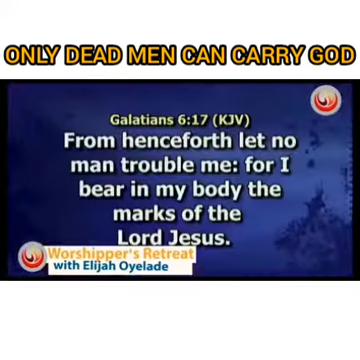 ONLY DEAD MEN CAN CARRY GOD
Galatians 6:17 (KJV)
From henceforth let no
man trouble me: for I
bear in my body the
marks of the
Lord Jesus.
Worshipper's Retreat
with Elijah Oyelade